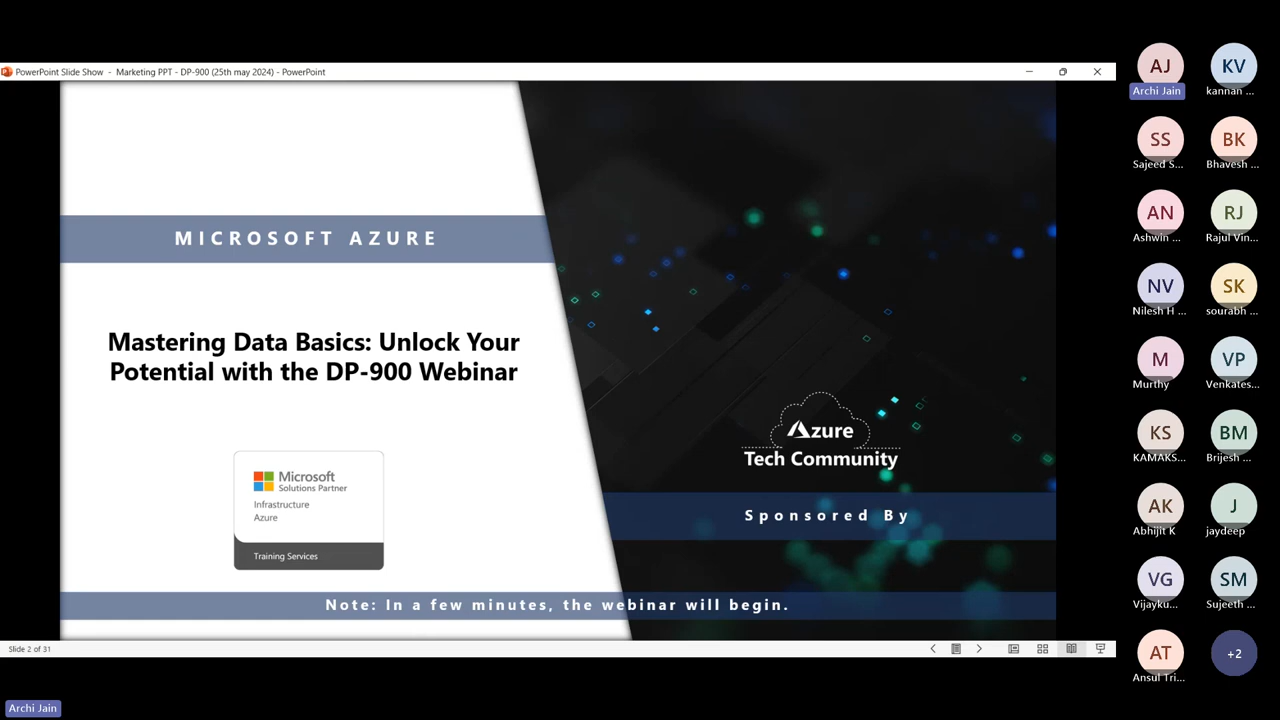 PowerPoint Slide Show - Marketing PPT - DP-900 (25th may 2024) - PowerPoint
MICROSOFT AZURE
Mastering Data Basics: Unlock Your
Potential with the DP-900 Webinar
Microsoft
Solutions Partner
Infrastructure
Azure
Training Services
Azure
Tech Community
Sponsored By
Note: In a few minutes, the webinar will begin.
Slide 2 of 31
Archi Jain
AJ
KV
Archi Jain
kannan ...
SS
BK
Sajeed S...
Bhavesh ...
AN
RJ
Ashwin ...
Rajul Vin...
NV
SK
Nilesh H ...
sourabh ...
M
VP
Murthy
Venkates...
KS
BM
KAMAKS...
Brijesh ...
AK
J
Abhijit K
jaydeep
VG
SM
Vijayku...
Sujeeth ...
AT
+2
Ansul Tri...